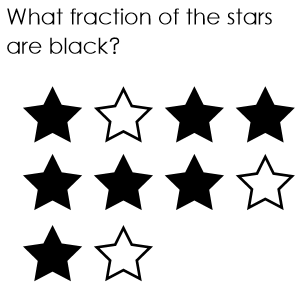 What fraction of the stars
are black?